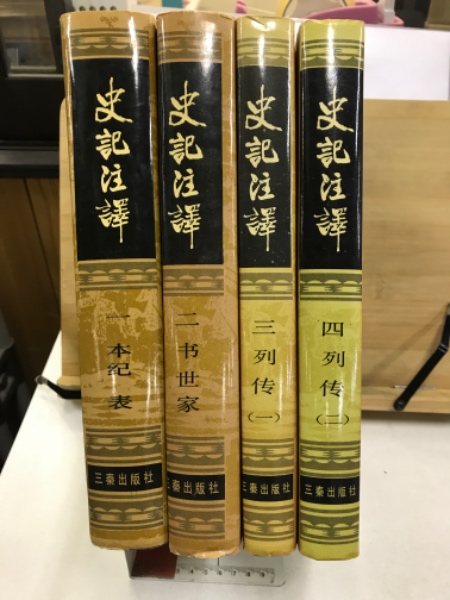 史記注譯
一 本纪 表
三秦出版社
史記注譯
二 书世家
三秦出版社
史記注譯
三 列传 (一)
三秦出版社
史記注譯
四 列传 (二)
三秦出版社